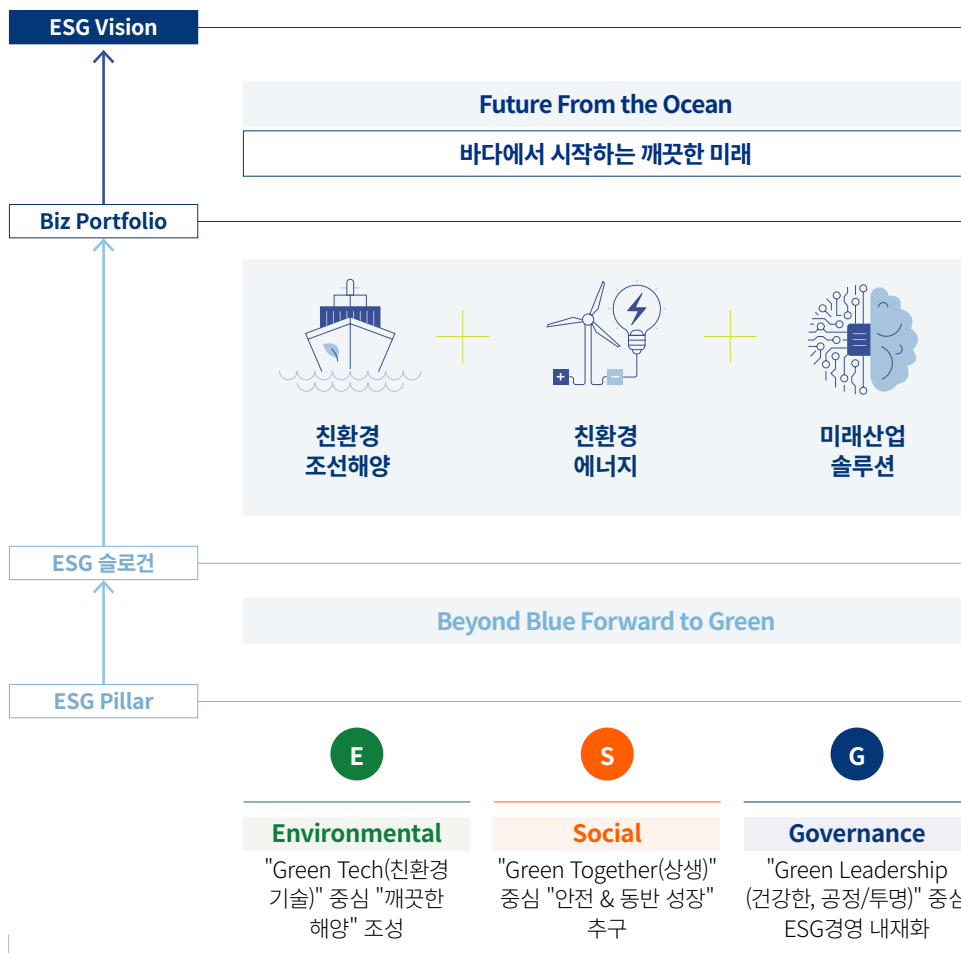 ESG Vision
Future From the Ocean
바다에서 시작하는 깨끗한 미래
Biz Portfolio
친환경
조선해양
친환경
에너지
미래산업
솔루션
ESG 슬로건
Beyond Blue Forward to Green
ESG Pillar
E
Environmental
"Green Tech(친환경
기술)" 중심 "깨끗한
해양" 조성
S
Social
"Green Together(상생)"
중심 "안전 & 동반 성장"
추구
G
Governance
"Green Leadership
(건강한, 공정/투명)" 중심
ESG경영 내재화